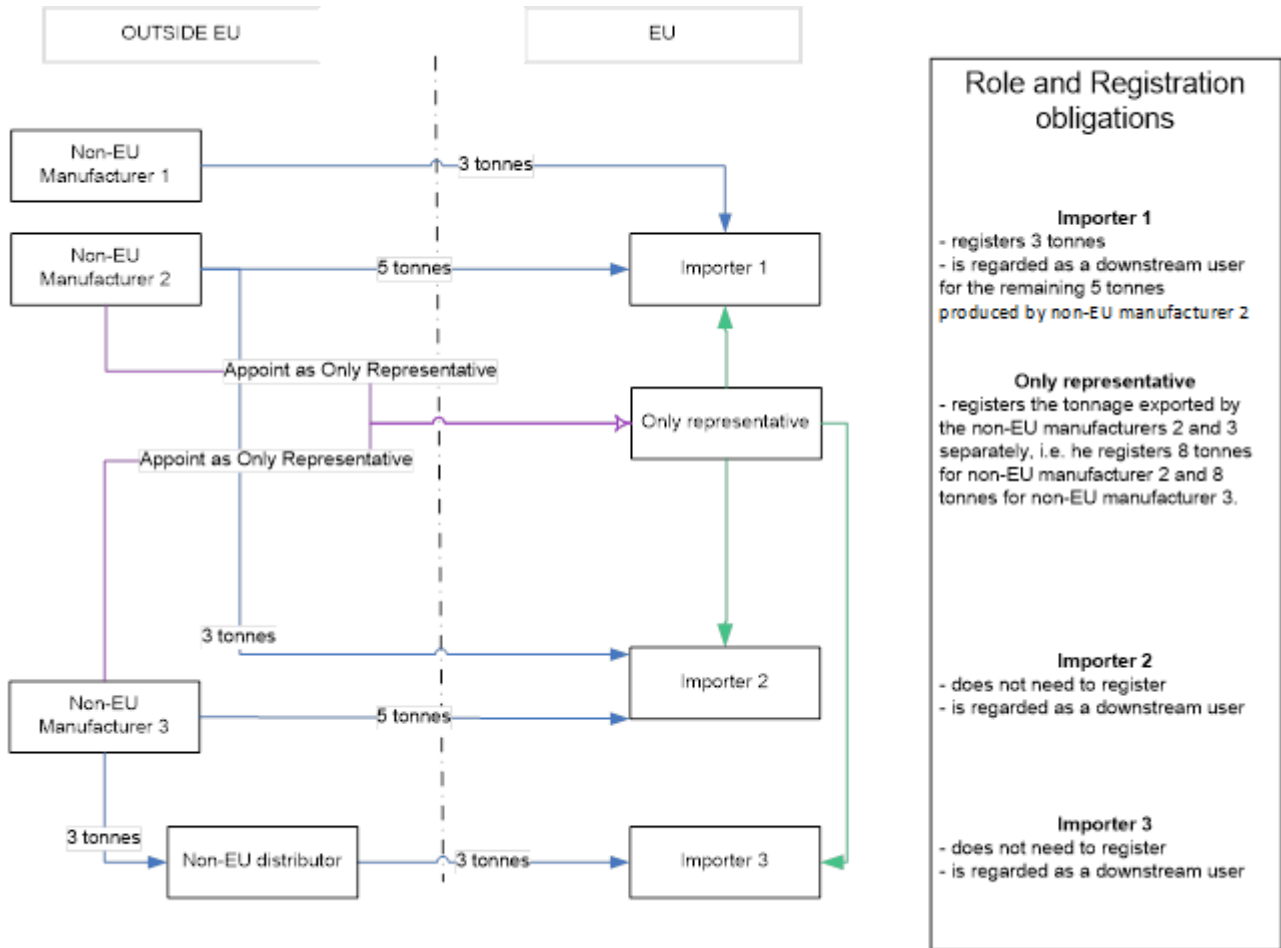 OUTSIDE EU
EU
Non-EU
Manufacturer 1
3 tonnes
Non-EU
Manufacturer 2
5 tonnes
Importer 1
Appoint as Only Representative
Only representative
Appoint as Only Representative
3 tonnes
Importer 2
Non-EU
Manufacturer 3
5 tonnes
3 tonnes
Non-EU distributor
3 tonnes
Importer 3
Role and Registration
obligations
Importer 1
- registers 3 tonnes
- is regarded as a downstream user
for the remaining 5 tonnes
produced by non-EU manufacturer 2
Only representative
- registers the tonnage exported by
the non-EU manufacturers 2 and 3
separately, i.e. he registers 8 tonnes
for non-EU manufacturer 2 and 8
tonnes for non-EU manufacturer 3.
Importer 2
- does not need to register
- is regarded as a downstream user
Importer 3
- does not need to register
- is regarded as a downstream user